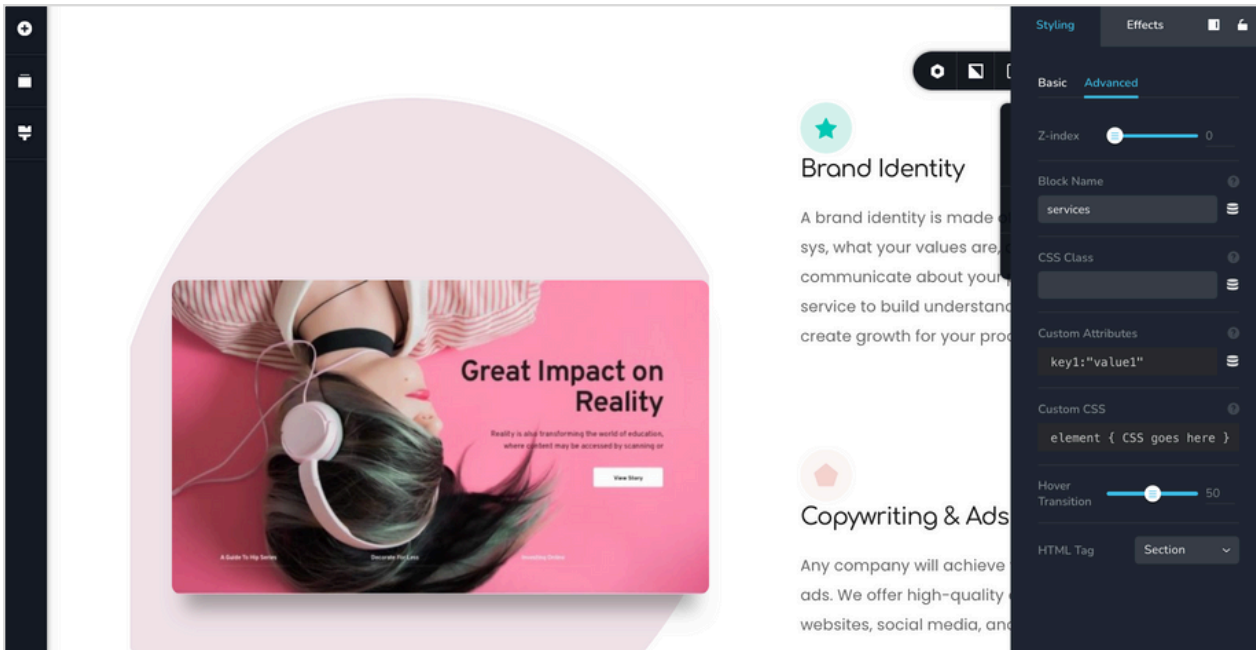 Styling
Effects
Basic
Advanced
Z-index
0
Block Name
services
CSS Class
Custom Attributes
key1:"value1"
Custom CSS
element { CSS goes here }
Hover
Transition
50
HTML Tag
Section
Brand Identity
A brand identity is made
sys, what your values are,
communicate about your
service to build understand
create growth for your prod
Great Impact on
Reality
Reality is also transforming the world of education,
where content may be accessed by scanning or
View Story
A Guide To Hip Series
Decorate For Less
Investing Orders
Copywriting & Ads
Any company will achieve
ads. We offer high-quality
websites, social media, and